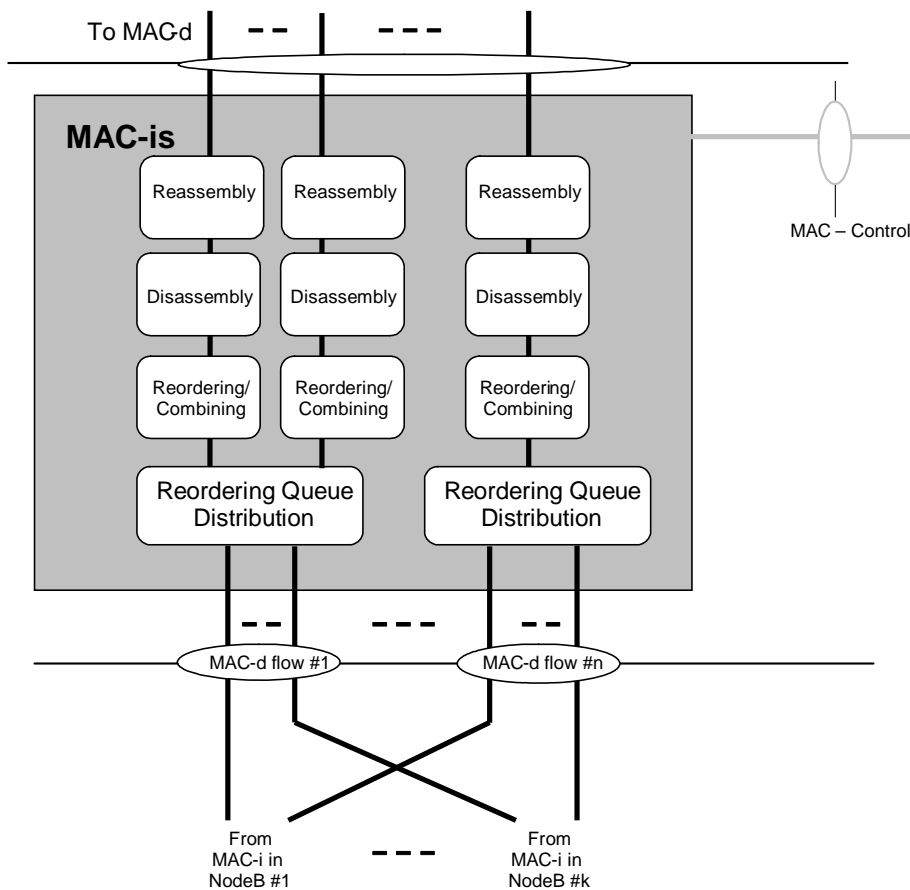 To MAC-d
MAC-is
Reassembly
Reassembly
Reassembly
MAC – Control
Disassembly
Disassembly
Disassembly
Reordering/
Combining
Reordering/
Combining
Reordering/
Combining
Reordering Queue
Distribution
Reordering Queue
Distribution
MAC-d flow #1
MAC-d flow #n
From
MAC-i in
NodeB #1
From
MAC-i in
NodeB #k